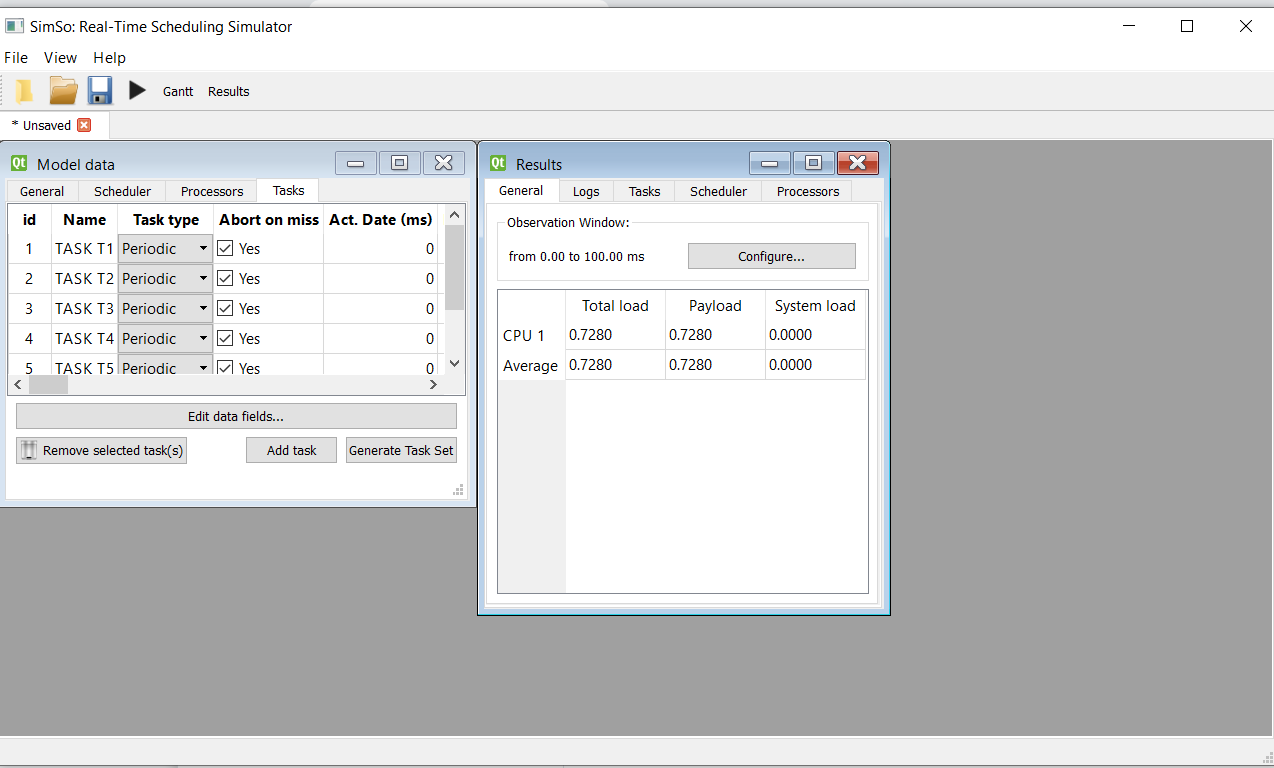 SimSo: Real-Time Scheduling Simulator
File View Help
Gantt Results
* Unsaved
Qt Model data
General Scheduler Processors Tasks
id Name Task type Abort on miss Act. Date (ms)
1 TASK T1 Periodic Yes 0
2 TASK T2 Periodic Yes 0
3 TASK T3 Periodic Yes 0
4 TASK T4 Periodic Yes 0
5 TASK T5 Periodic Yes 0
Edit data fields...
Remove selected task(s) Add task Generate Task Set
Qt Results
General Logs Tasks Scheduler Processors
Observation Window:
from 0.00 to 100.00 ms Configure...
Total load Payload System load
CPU 1 0.7280 0.7280 0.0000
Average 0.7280 0.7280 0.0000